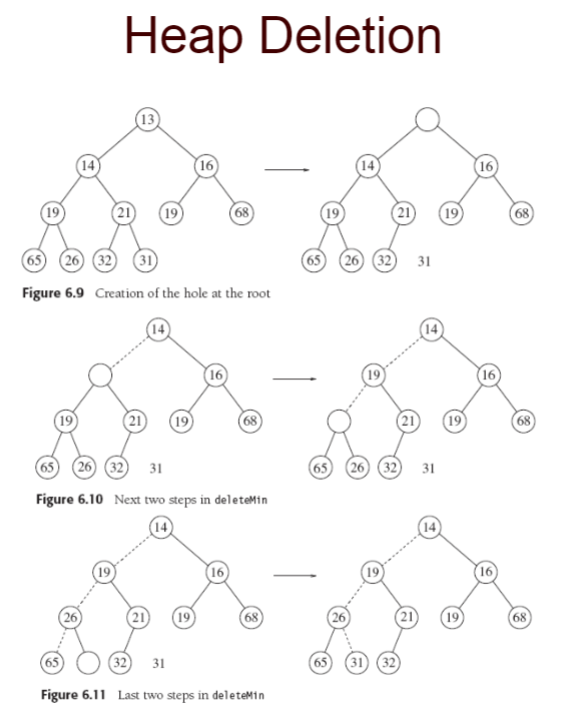 Heap Deletion
13
14 16 14 16
19 21 19 68 19 21 19 68
65 26 32 31 65 26 32 31
Figure 6.9 Creation of the hole at the root
14 14
16 19 16
19 21 19 68 21 19 68
65 26 32 31 65 26 32 31
Figure 6.10 Next two steps in deleteMin
14 14
19 16 19 16
26 21 19 68 26 21 19 68
65 32 31 65 31 32
Figure 6.11 Last two steps in deleteMin